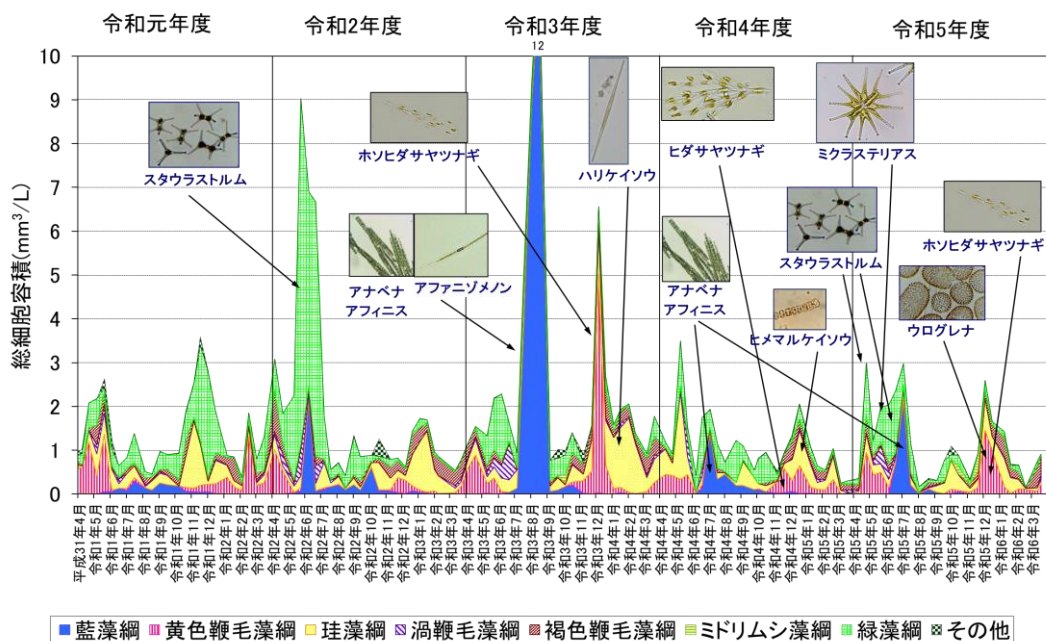 令和元年度
令和2年度
令和3年度
令和4年度
令和5年度
12
総細胞容積(mm³/L)
10
9
8
7
6
5
4
3
2
1
0
スタウラストルム
ホソヒダサヤツナギ
アナベナ
アフィニス
アファニゾメノン
ハリケイソウ
ヒダサヤツナギ
アナベナ
アフィニス
ヒメマルケイソウ
ミクラステリアス
スタウラストルム
ウログレナ
ホソヒダサヤツナギ
平成31年4月
令和1年5月
令和1年6月
令和1年7月
令和1年8月
令和1年9月
令和1年10月
令和1年11月
令和1年12月
令和2年1月
令和2年2月
令和2年3月
令和2年4月
令和2年5月
令和2年6月
令和2年7月
令和2年8月
令和2年9月
令和2年10月
令和2年11月
令和2年12月
令和3年1月
令和3年2月
令和3年3月
令和3年4月
令和3年5月
令和3年6月
令和3年7月
令和3年8月
令和3年9月
令和3年10月
令和3年11月
令和3年12月
令和4年1月
令和4年2月
令和4年3月
令和4年4月
令和4年5月
令和4年6月
令和4年7月
令和4年8月
令和4年9月
令和4年10月
令和4年11月
令和4年12月
令和5年1月
令和5年2月
令和5年3月
令和5年4月
令和5年5月
令和5年6月
令和5年7月
令和5年8月
令和5年9月
令和5年10月
令和5年11月
令和5年12月
令和6年1月
令和6年2月
令和6年3月
藍藻綱 黄色鞭毛藻綱 珪藻綱 渦鞭毛藻綱 褐色鞭毛藻綱 ミドリムシ藻綱 緑藻綱 その他